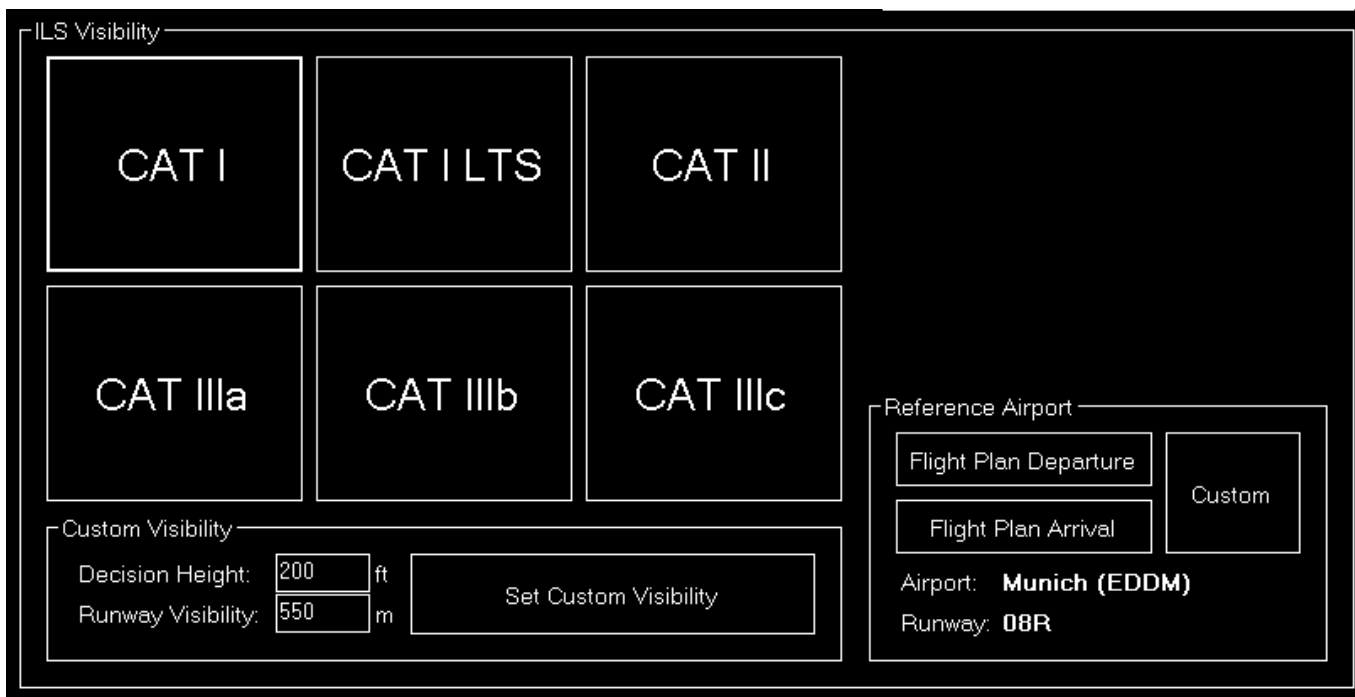 ILS Visibility
CAT I
CAT I LTS
CAT II
CAT IIIa
CAT IIIb
CAT IIIc
Custom Visibility
Decision Height: 200 ft
Runway Visibility: 550 m
Set Custom Visibility
Reference Airport
Flight Plan Departure
Flight Plan Arrival
Custom
Airport: Munich (EDDM)
Runway: 08R